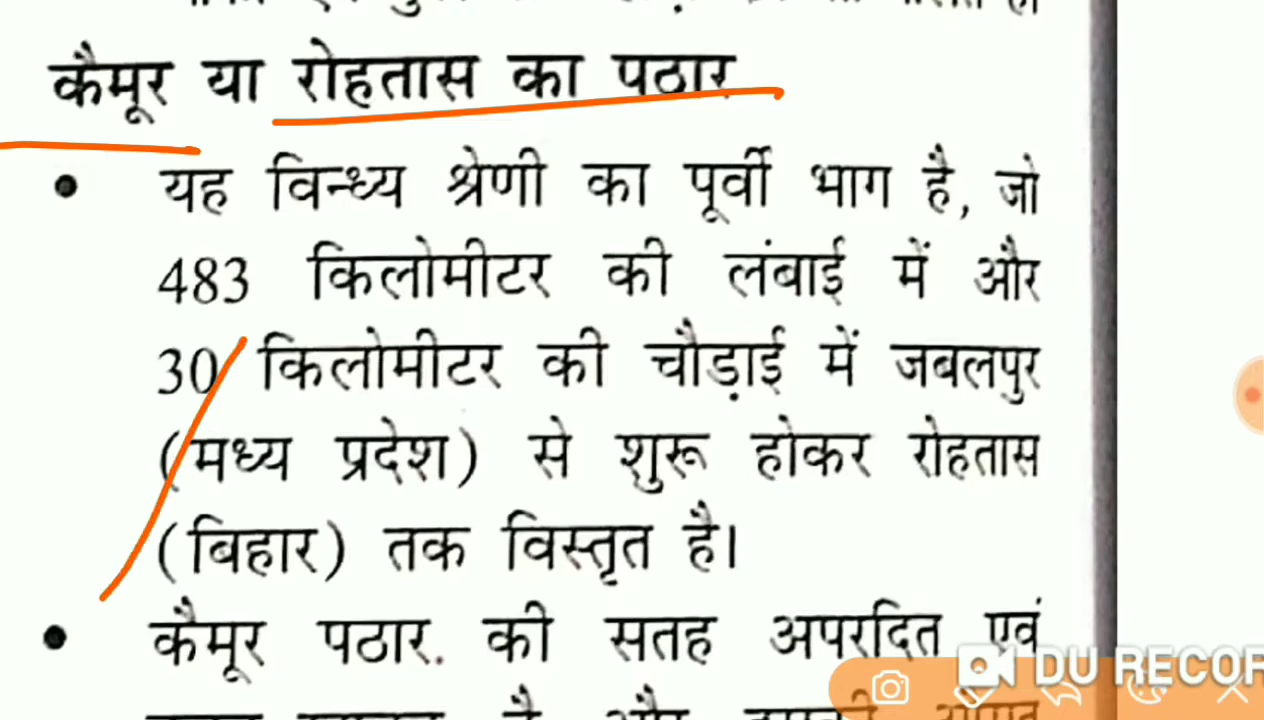 कैमूर या रोहतास का पठार
• यह विन्ध्य श्रेणी का पूर्वी भाग है, जो
483 किलोमीटर की लंबाई में और
30 किलोमीटर की चौड़ाई में जबलपुर
(मध्य प्रदेश) से शुरू होकर रोहतास
(बिहार) तक विस्तृत है।
• कैमूर पठार की सतह अपरदित एवं
DU RECOR